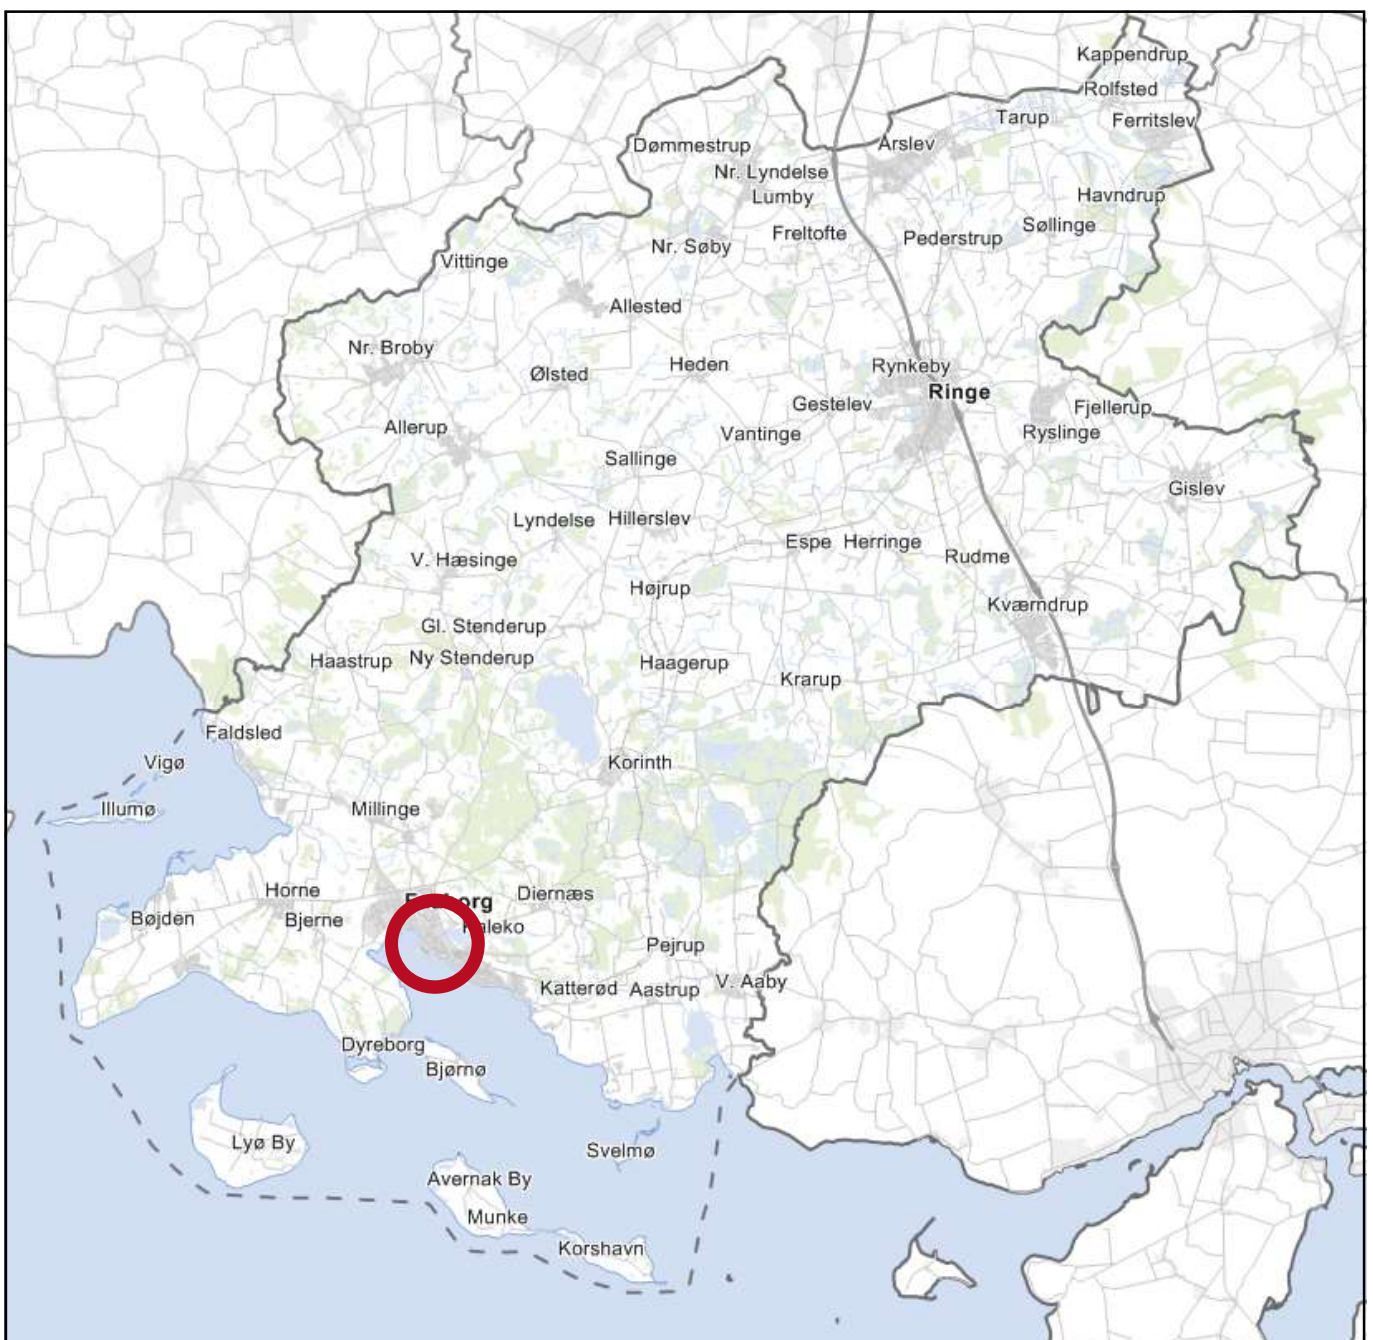 Kappendrup
Rolfsted
Tarup
Ferritslev
Dømmestrup
Årslev
Nr. Lyndelse
Lumby
Havndrup
Søllinge
Freltofte
Pederstrup
Nr. Søby
Vittinge
Allested
Nr. Broby
Ølsted
Heden
Rynkeby
Ringe
Gestelev
Fjellerup
Allerup
Vantinge
Ryslinge
Sallinge
Gislev
Lyndelse
Hillerslev
Espe
Herringe
V. Hæsinge
Rudme
Højrup
Kværndrup
Gl. Stenderup
Haastrup
Ny Stenderup
Haagerup
Krarup
Faldsled
Vigø
Korinth
Illumø
Millinge
Horne
Diernæs
Bøjden
Bjerne
Pejrup
Katterød
Aastrup
V. Aaby
Dyreborg
Bjørnø
Lyø By
Svelmø
Avernak By
Munke
Korshavn